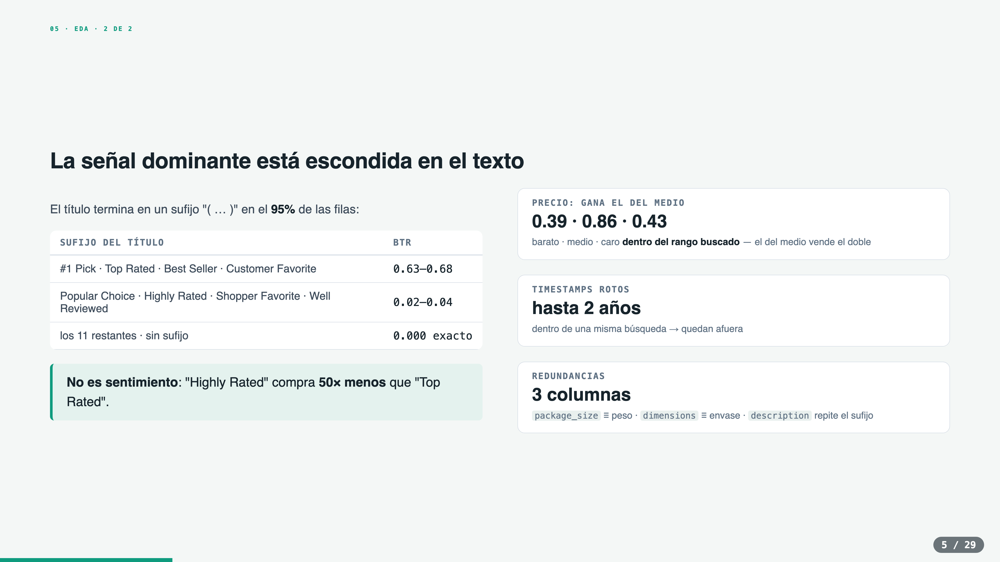 05 · EDA · 2 DE 2
La señal dominante está escondida en el texto
El título termina en un sufijo "( … )" en el 95% de las filas:
SUFIJO DEL TÍTULO BTR
#1 Pick · Top Rated · Best Seller · Customer Favorite 0.63–0.68
Popular Choice · Highly Rated · Shopper Favorite · Well
Reviewed 0.02–0.04
los 11 restantes · sin sufijo 0.000 exacto
No es sentimiento: "Highly Rated" compra 50× menos que "Top
Rated".
PRECIO: GANA EL DEL MEDIO
0.39 · 0.86 · 0.43
barato · medio · caro dentro del rango buscado — el del medio vende el doble
TIMESTAMPS ROTOS
hasta 2 años
dentro de una misma búsqueda → quedan afuera
REDUNDANCIAS
3 columnas
package_size ≡ peso · dimensions ≡ envase · description repite el sufijo
5 / 29